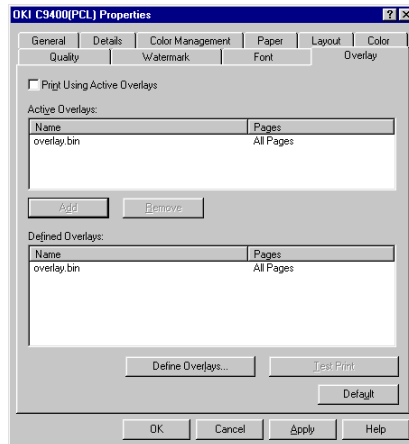 OKI C9400(PCL) Properties
General Details Color Management Paper Layout Color
Quality Watermark Font Overlay
Print Using Active Overlays
Active Overlays:
Name Pages
overlay.bin All Pages
Add Remove
Defined Overlays:
Name Pages
overlay.bin All Pages
Define Overlays... Test Print
Default
OK Cancel Apply Help